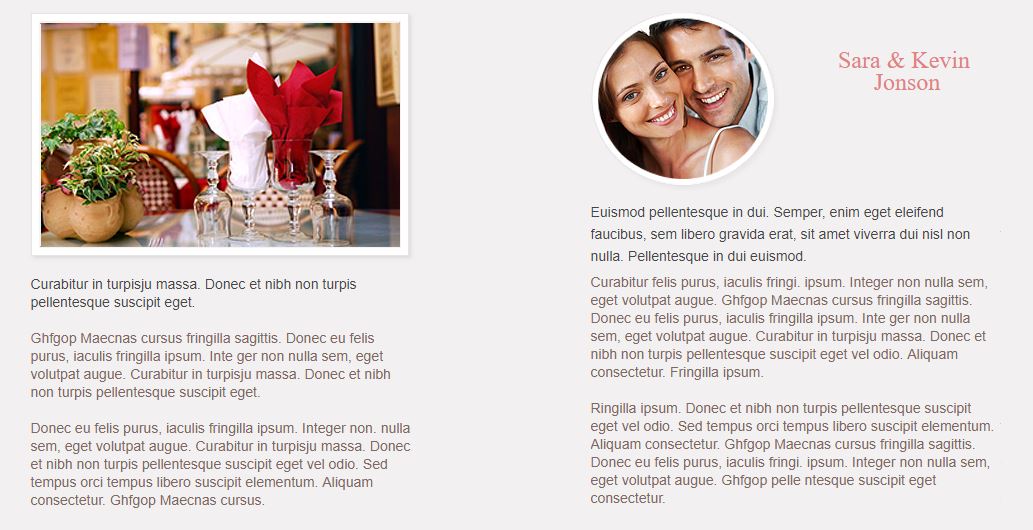 Curabitur in turpisju massa. Donec et nibh non turpis
pellentesque suscipit eget.
Ghfgop Maecnas cursus fringilla sagittis. Donec eu felis
purus, iaculis fringilla ipsum. Inte ger non nulla sem, eget
volutpat augue. Curabitur in turpisju massa. Donec et nibh
non turpis pellentesque suscipit eget.
Donec eu felis purus, iaculis fringilla ipsum. Integer non. nulla
sem, eget volutpat augue. Curabitur in turpisju massa. Donec
et nibh non turpis pellentesque suscipit eget vel odio. Sed
tempus orci tempus libero suscipit elementum. Aliquam
consectetur. Ghfgop Maecnas cursus.
Sara & Kevin
Jonson
Euismod pellentesque in dui. Semper, enim eget eleifend
faucibus, sem libero gravida erat, sit amet viverra dui nisl non
nulla. Pellentesque in dui euismod.
Curabitur felis purus, iaculis fringi. ipsum. Integer non nulla sem,
eget volutpat augue. Ghfgop Maecnas cursus fringilla sagittis.
Donec eu felis purus, iaculis fringilla ipsum. Inte ger non nulla
sem, eget volutpat augue. Curabitur in turpisju massa. Donec et
nibh non turpis pellentesque suscipit eget vel odio. Aliquam
consectetur. Fringilla ipsum.
Ringilla ipsum. Donec et nibh non turpis pellentesque suscipit
eget vel odio. Sed tempus orci tempus libero suscipit elementum.
Aliquam consectetur. Ghfgop Maecnas cursus fringilla sagittis.
Donec eu felis purus, iaculis fringi. ipsum. Integer non nulla sem,
eget volutpat augue. Ghfgop pelle ntesque suscipit eget
consectetur.